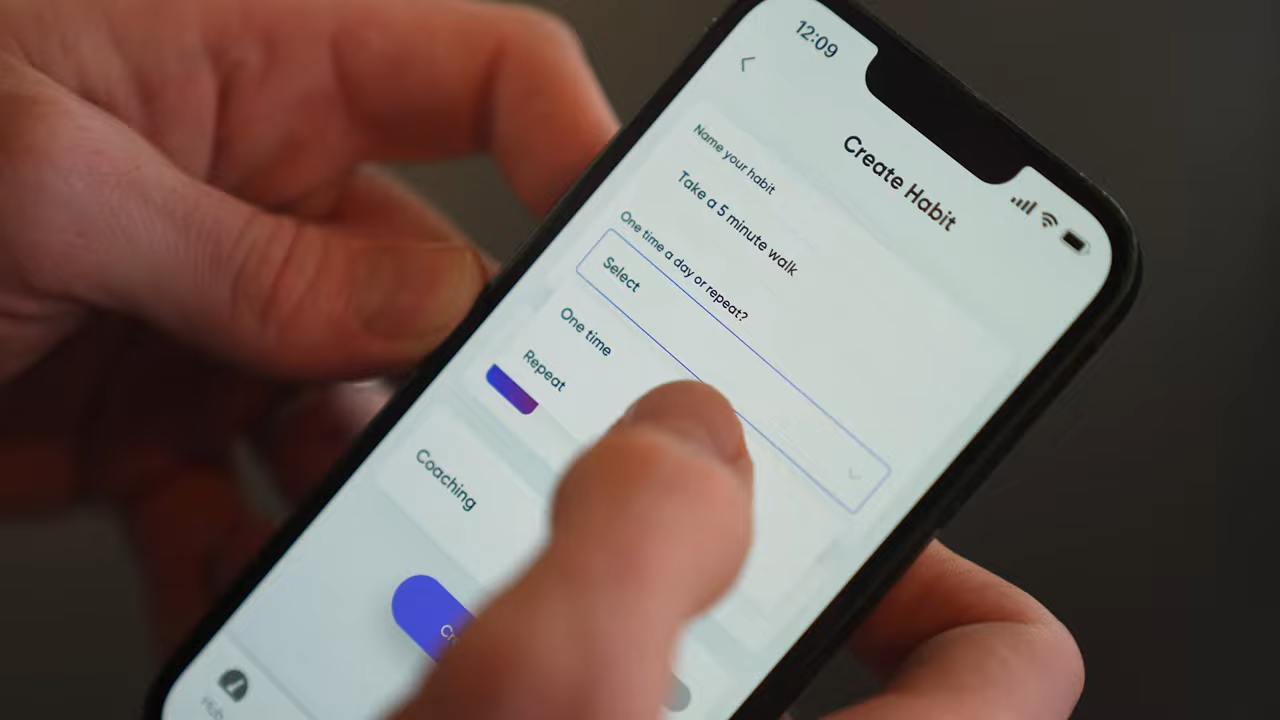 12:09
Create Habit
Name your habit
Take a 5 minute walk
One time a day or repeat?
Select
One time
Repeat
Coaching